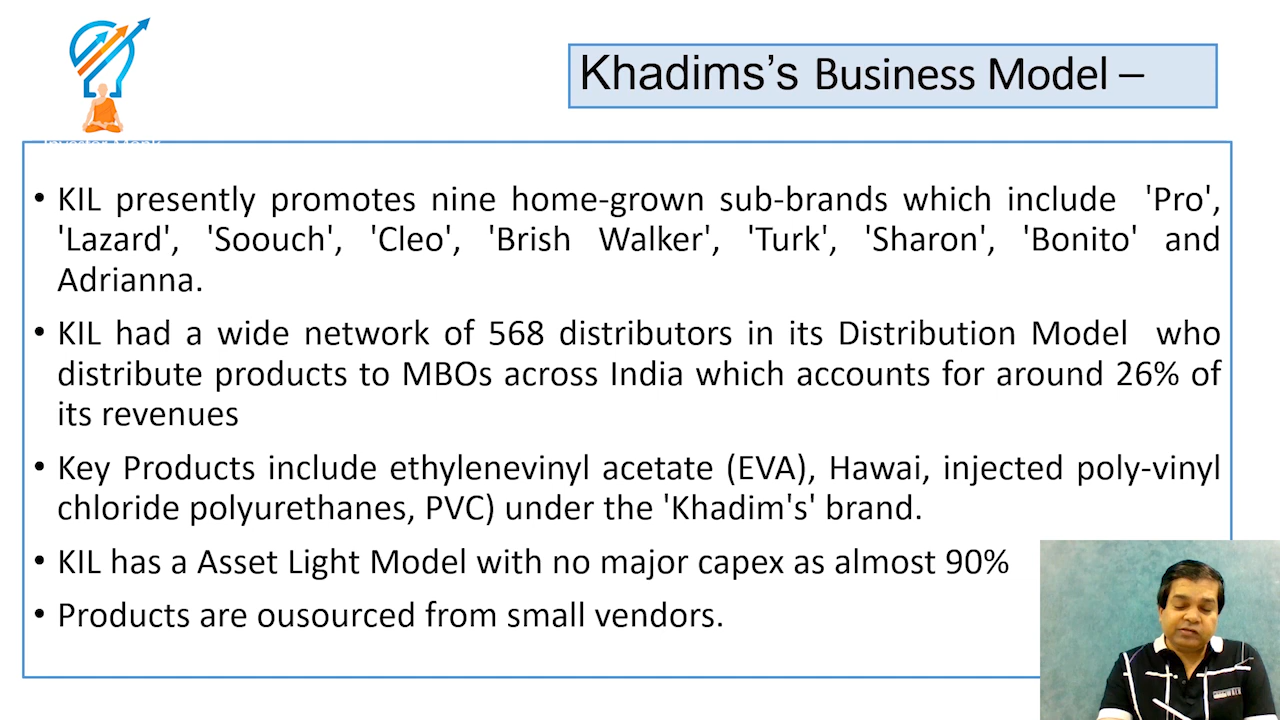 Khadims’s Business Model –
• KIL presently promotes nine home-grown sub-brands which include 'Pro',
'Lazard', 'Soouch', 'Cleo', 'Brish Walker', 'Turk', 'Sharon', 'Bonito' and
Adrianna.
• KIL had a wide network of 568 distributors in its Distribution Model who
distribute products to MBOs across India which accounts for around 26% of
its revenues
• Key Products include ethylenevinyl acetate (EVA), Hawai, injected poly-vinyl
chloride polyurethanes, PVC) under the 'Khadim's' brand.
• KIL has a Asset Light Model with no major capex as almost 90%
• Products are ousourced from small vendors.